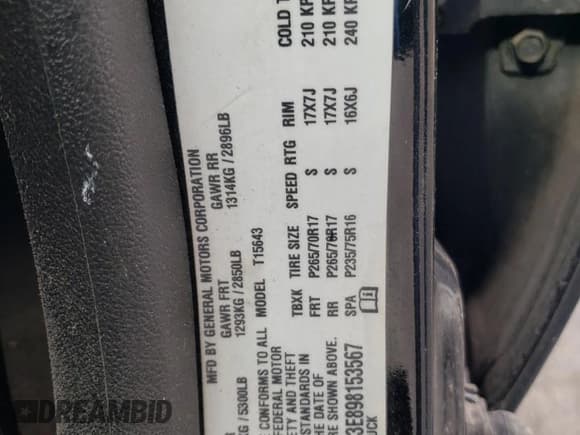 MFD BY GENERAL MOTORS CORPORATION
GAWR FRT GAWR RR
1293KG /2850LB 1314KG /2896LB
KG /5300LB
CONFORMS TO ALL
FEDERAL MOTOR
ETY AND THEFT
STANDARDS IN
THE DATE OF
RE SHOWN ABOVE.
3E898153567
UCK
MODEL T15643
TBXK TIRE SIZE SPEED RTG RIM COLD T
FRT P265/70R17 S 17X7J 210 KP
RR P265/70R17 S 17X7J 210 KP
SPA P235/75R16 S 16X6J 240 KP
DREAMBID